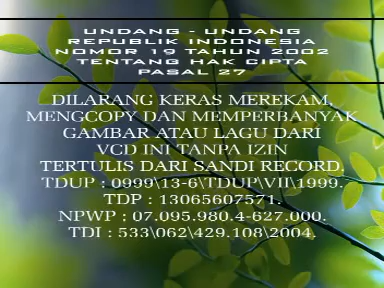 UNDANG - UNDANG
REPUBLIK INDONESIA
NOMOR 19 TAHUN 2002
TENTANG HAK CIPTA
PASAL 27
DILARANG KERAS MEREKAM,
MENGCOPY DAN MEMPERBANYAK
GAMBAR ATAU LAGU DARI
VCD INI TANPA IZIN
TERTULIS DARI SANDI RECORD.
TDUP : 0999\13-6\TDUP\VII\1999.
TDP : 13065607571.
NPWP : 07.095.980.4-627.000.
TDI : 533\062\429.108\2004.